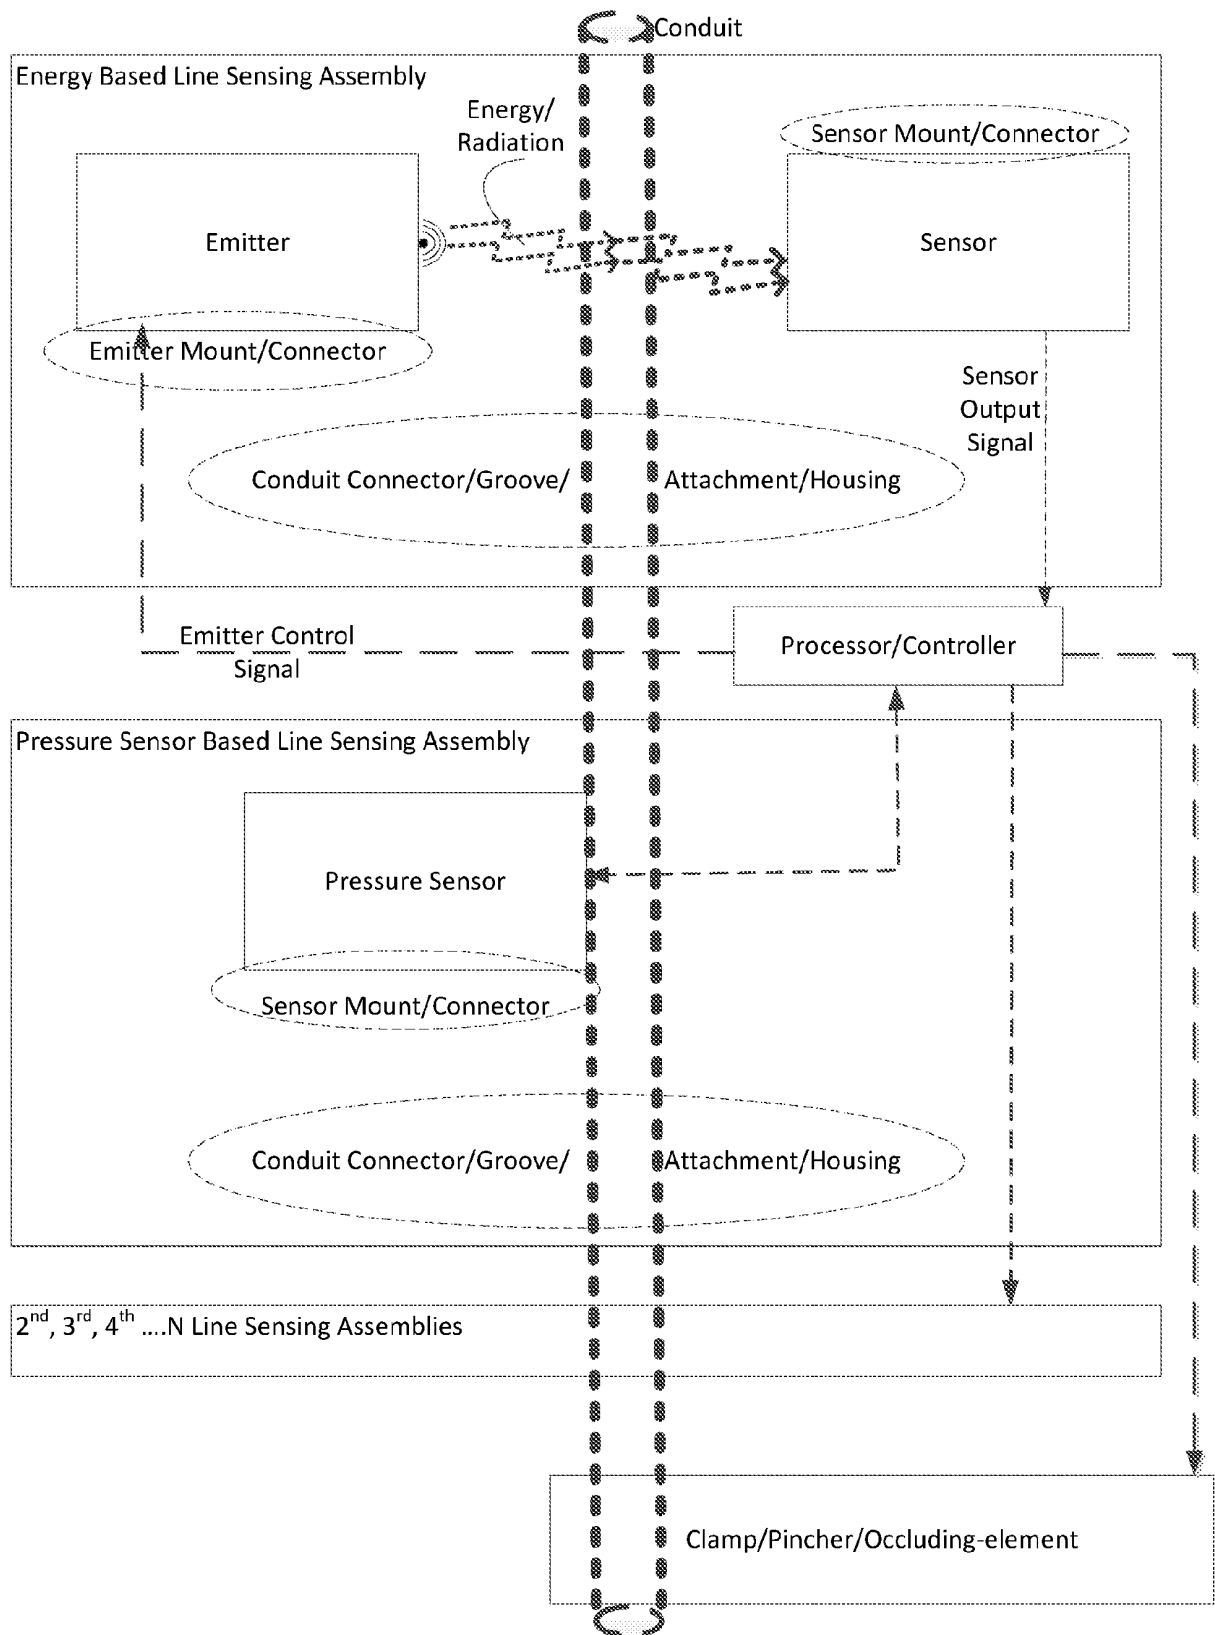 Conduit
Energy Based Line Sensing Assembly
Energy/
Radiation
Sensor Mount/Connector
Emitter
Sensor
Emitter Mount/Connector
Sensor
Output
Signal
Conduit Connector/Groove/ Attachment/Housing
Emitter Control
Signal
Processor/Controller
Pressure Sensor Based Line Sensing Assembly
Pressure Sensor
Sensor Mount/Connector
Conduit Connector/Groove/ Attachment/Housing
2nd, 3rd, 4th ....N Line Sensing Assemblies
Clamp/Pincher/Occluding-element